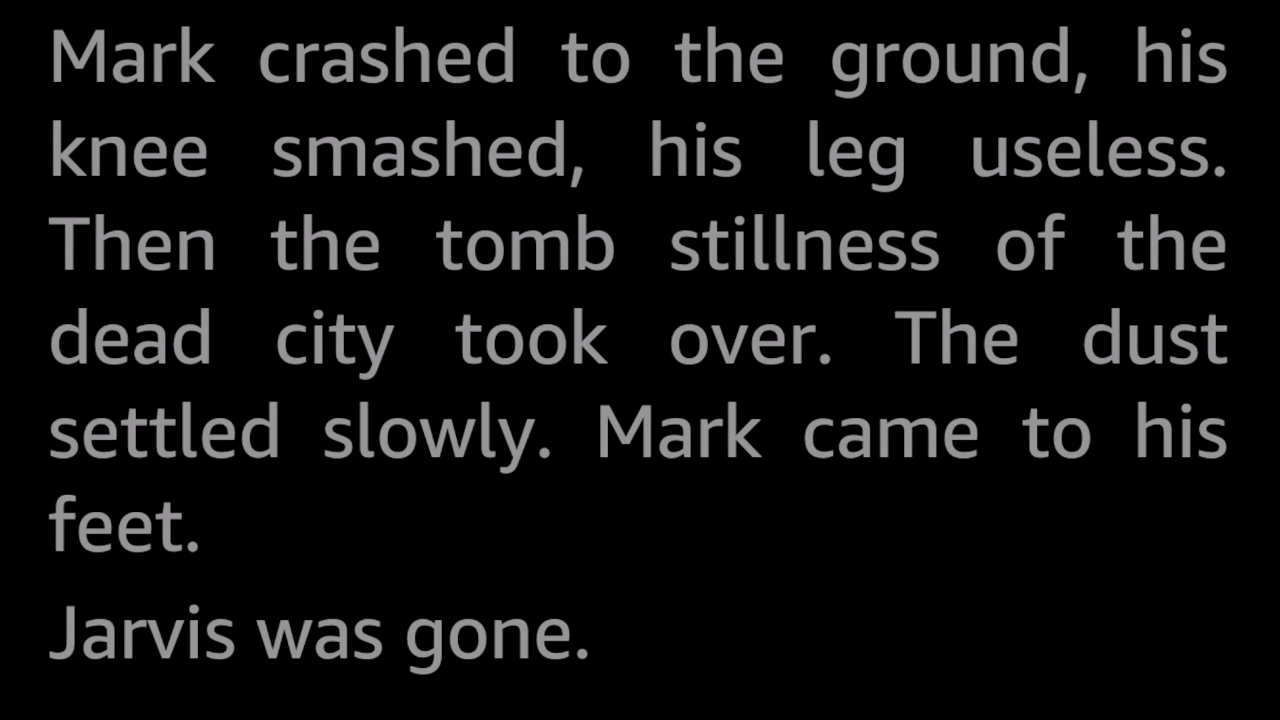 Mark crashed to the ground, his
knee smashed, his leg useless.
Then the tomb stillness of the
dead city took over. The dust
settled slowly. Mark came to his
feet.
Jarvis was gone.